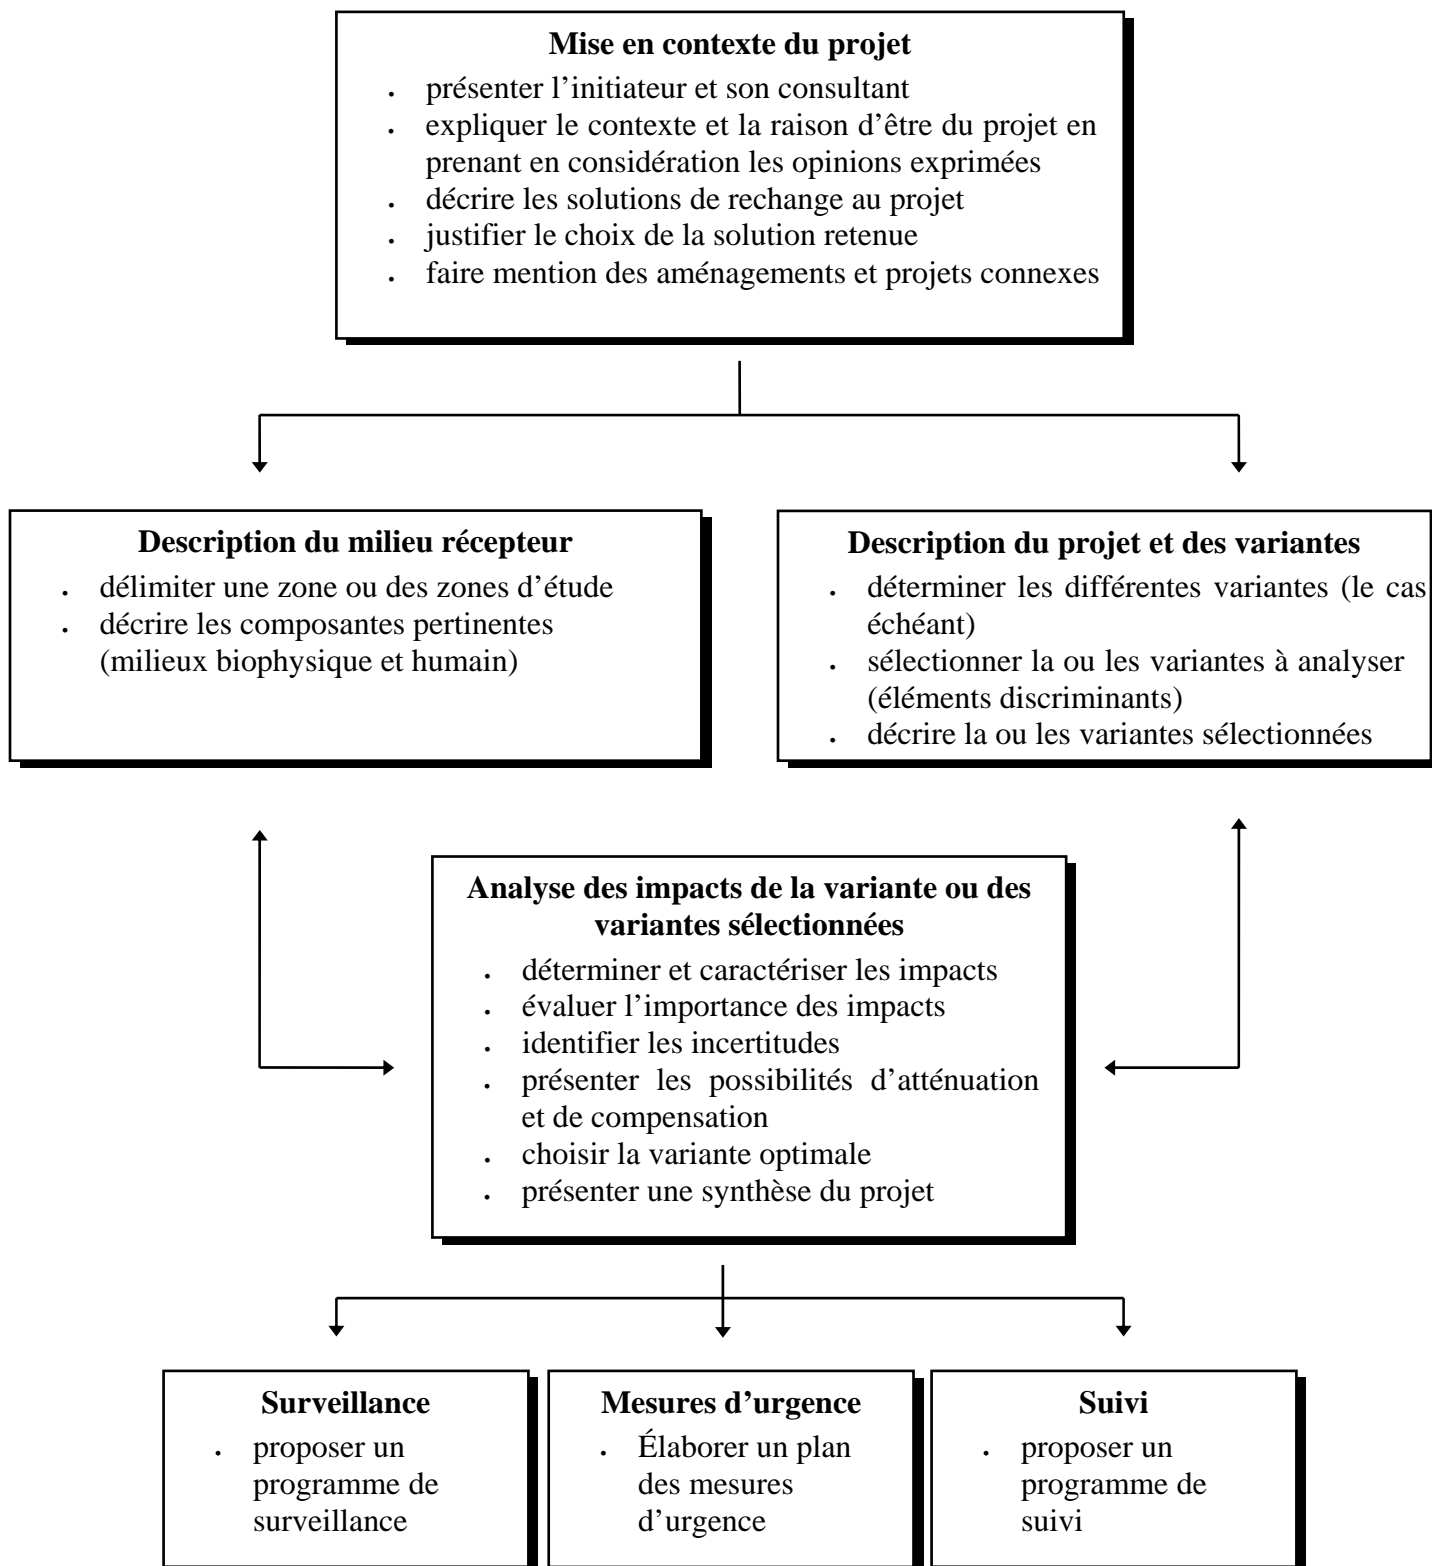 Mise en contexte du projet
. présenter l’initiateur et son consultant
. expliquer le contexte et la raison d’être du projet en
prenant en considération les opinions exprimées
. décrire les solutions de rechange au projet
. justifier le choix de la solution retenue
. faire mention des aménagements et projets connexes
Description du milieu récepteur
. délimiter une zone ou des zones d’étude
. décrire les composantes pertinentes
(milieux biophysique et humain)
Description du projet et des variantes
. déterminer les différentes variantes (le cas
échéant)
. sélectionner la ou les variantes à analyser
(éléments discriminants)
. décrire la ou les variantes sélectionnées
Analyse des impacts de la variante ou des
variantes sélectionnées
. déterminer et caractériser les impacts
. évaluer l’importance des impacts
. identifier les incertitudes
. présenter les possibilités d’atténuation
et de compensation
. choisir la variante optimale
. présenter une synthèse du projet
Surveillance
. proposer un
programme de
surveillance
Mesures d’urgence
. Élaborer un plan
des mesures
d’urgence
Suivi
. proposer un
programme de
suivi